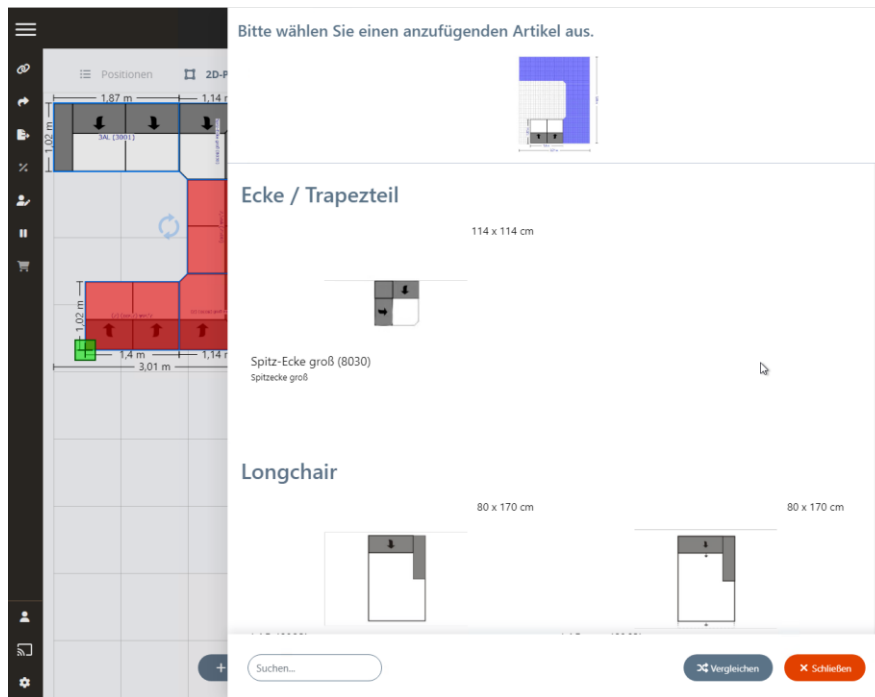 Bitte wählen Sie einen anzufügenden Artikel aus.
Positionen
2D-P
1,87 m
1,14 m
1,02 m
3AL (3001)
1,02 m
1,4 m
1,14 m
3,01 m
Ecke / Trapezteil
114 x 114 cm
Spitz-Ecke groß (8030)
Spitzecke groß
Longchair
80 x 170 cm
80 x 170 cm
Suchen...
Vergleichen
Schließen